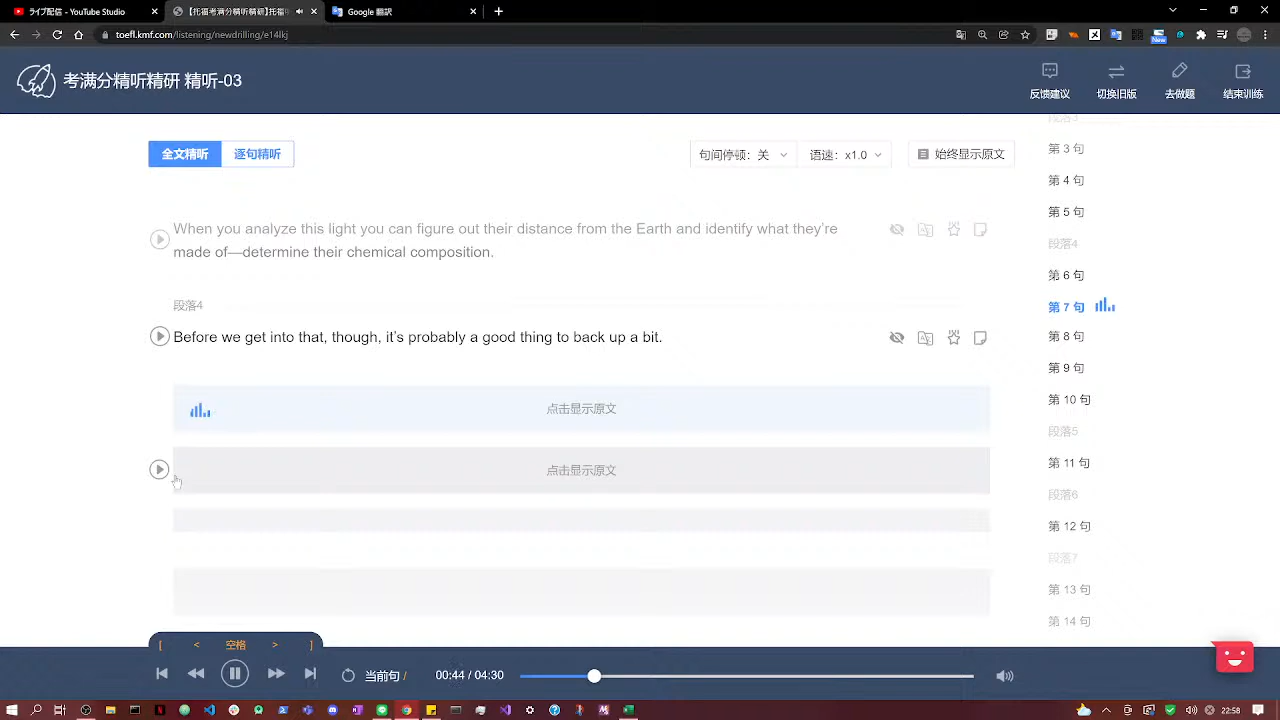 ライブ配信 - YouTube Studio
【托福考满分精听精研】托福
Google 翻訳
toefl.kmf.com/listening/newdrilling/e14lkj
New
考满分精听精研 精听-03
反馈建议
切换旧版
去做题
结束训练
全文精听
逐句精听
句间停顿：关
语速：x1.0
始终显示原文
When you analyze this light you can figure out their distance from the Earth and identify what they're
made of—determine their chemical composition.
段落4
Before we get into that, though, it's probably a good thing to back up a bit.
点击显示原文
点击显示原文
段落3
第 3 句
第 4 句
第 5 句
段落4
第 6 句
第 7 句
第 8 句
第 9 句
第 10 句
段落5
第 11 句
段落6
第 12 句
段落7
第 13 句
第 14 句
[ < 空格 > ]
当前句 /
00:44 / 04:30
22:58